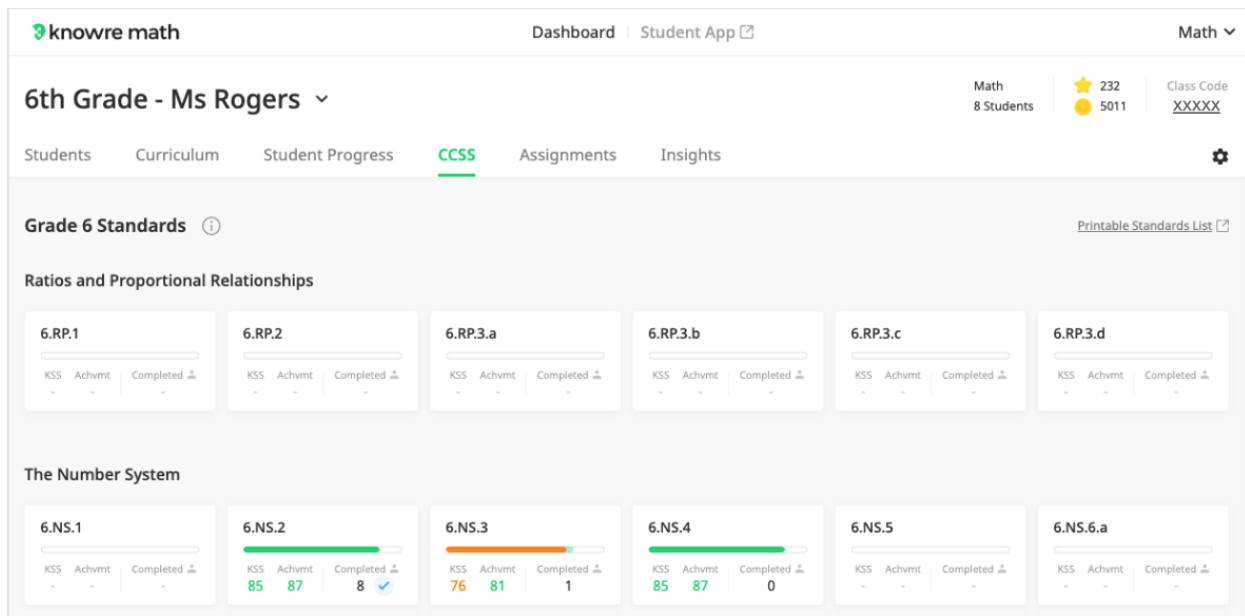 knowre math
Dashboard Student App Math
6th Grade - Ms Rogers
Math 232 Class Code
8 Students 5011 XXXXX
Students Curriculum Student Progress CCSS Assignments Insights
Grade 6 Standards Printable Standards List
Ratios and Proportional Relationships
6.RP.1 6.RP.2 6.RP.3.a 6.RP.3.b 6.RP.3.c 6.RP.3.d
KSS Achvmt Completed KSS Achvmt Completed KSS Achvmt Completed KSS Achvmt Completed KSS Achvmt Completed KSS Achvmt Completed
- - - - - - - - - - - - - - - - - -
The Number System
6.NS.1 6.NS.2 6.NS.3 6.NS.4 6.NS.5 6.NS.6.a
KSS Achvmt Completed KSS Achvmt Completed KSS Achvmt Completed KSS Achvmt Completed KSS Achvmt Completed KSS Achvmt Completed
- - - 85 87 8 76 81 1 85 87 0 - - - - - -